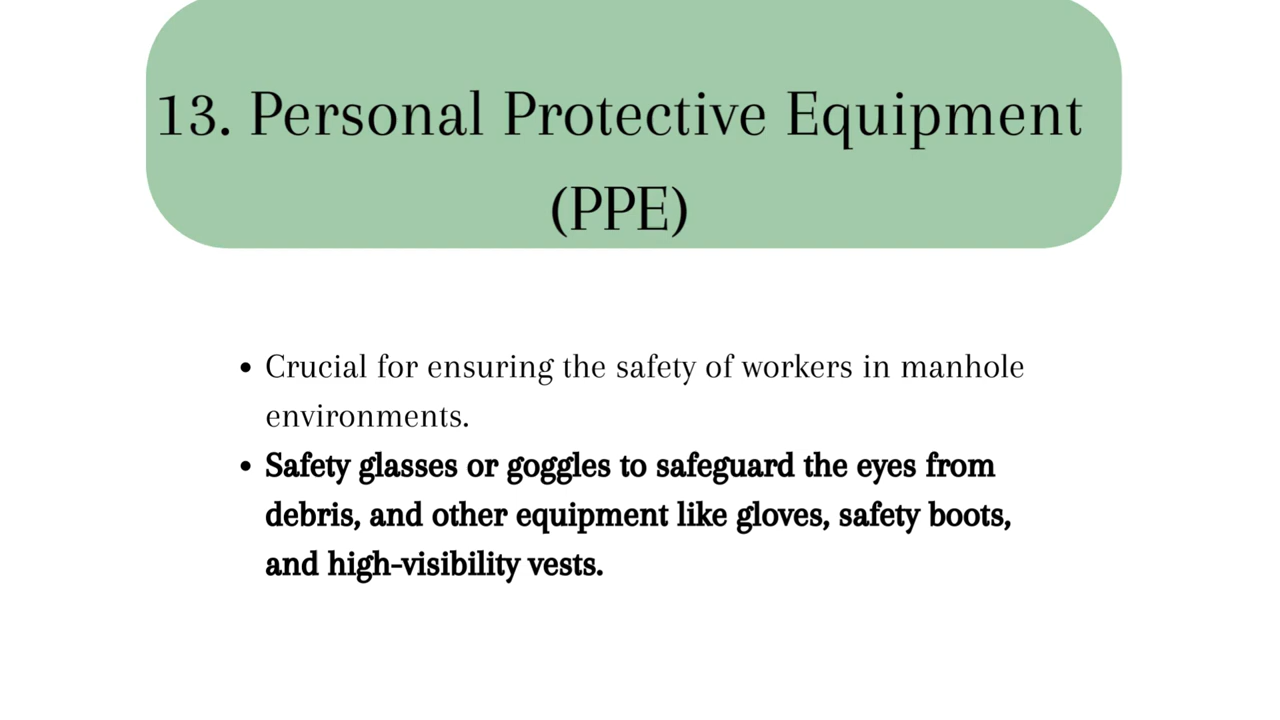 13. Personal Protective Equipment
(PPE)
• Crucial for ensuring the safety of workers in manhole
environments.
• Safety glasses or goggles to safeguard the eyes from
debris, and other equipment like gloves, safety boots,
and high-visibility vests.